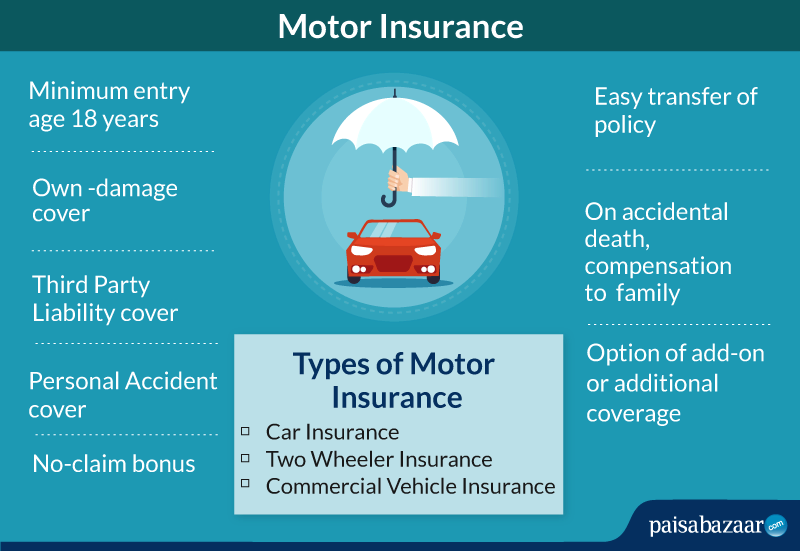 Motor Insurance
Minimum entry
age 18 years
Own -damage
cover
Third Party
Liability cover
Personal Accident
cover
No-claim bonus
Types of Motor
Insurance
Car Insurance
Two Wheeler Insurance
Commercial Vehicle Insurance
Easy transfer of
policy
On accidental
death,
compensation
to family
Option of add-on
or additional
coverage
paisabazaar.com